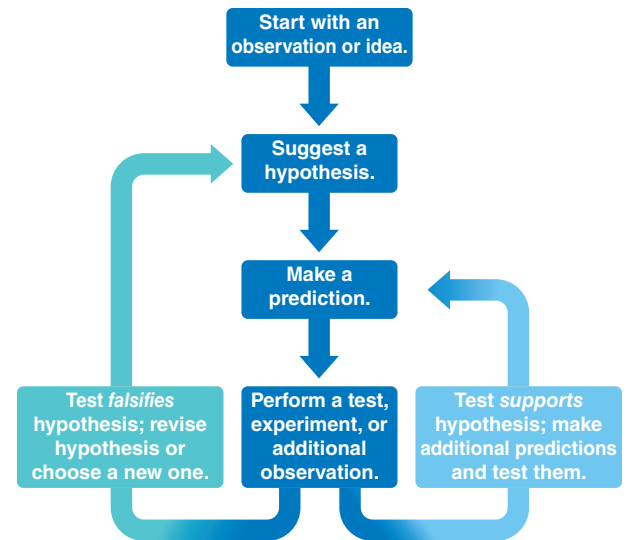 Start with an
observation or idea.
Suggest a
hypothesis.
Make a
prediction.
Test falsifies
hypothesis; revise
hypothesis or
choose a new one.
Perform a test,
experiment, or
additional
observation.
Test supports
hypothesis; make
additional predictions
and test them.